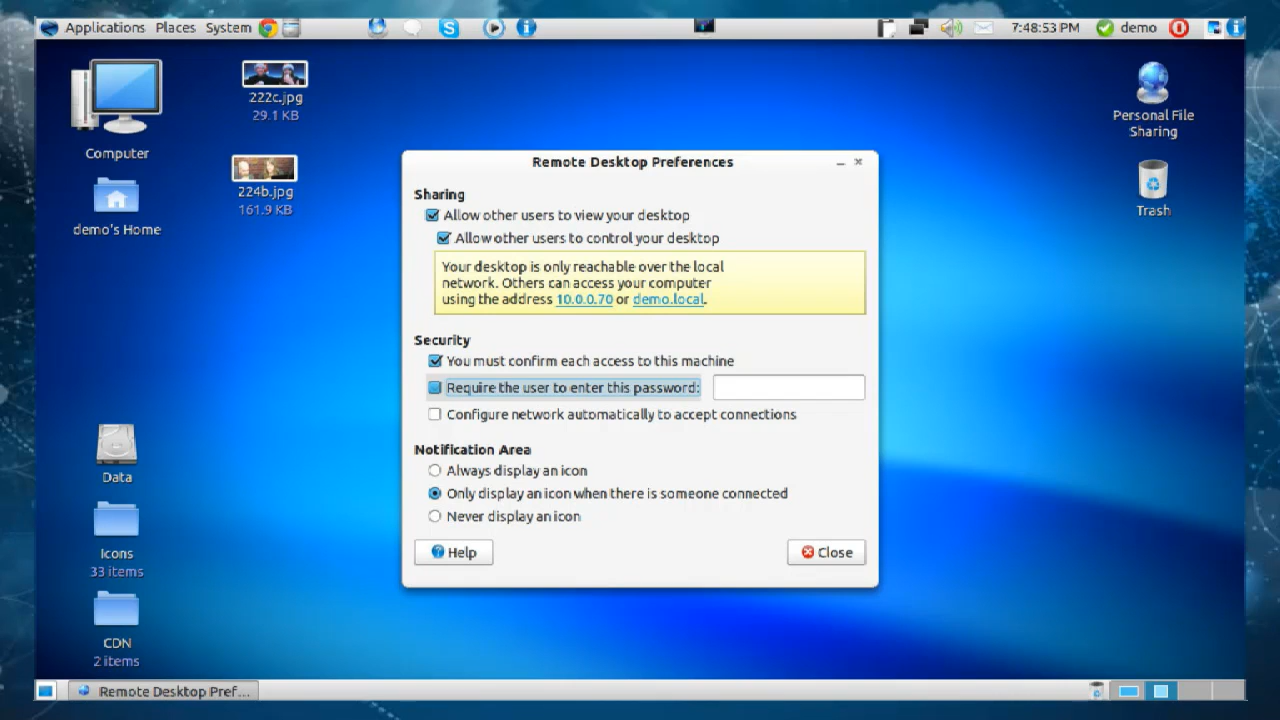 Applications Places System
7:48:53 PM demo
222c.jpg
29.1 KB
Computer
224b.jpg
161.9 KB
demo's Home
Personal File
Sharing
Trash
Remote Desktop Preferences
Sharing
Allow other users to view your desktop
Allow other users to control your desktop
Your desktop is only reachable over the local
network. Others can access your computer
using the address 10.0.0.70 or demo.local.
Security
You must confirm each access to this machine
Require the user to enter this password:
Configure network automatically to accept connections
Notification Area
Always display an icon
Only display an icon when there is someone connected
Never display an icon
Help
Close
Data
Icons
33 items
CDN
2 items
Remote Desktop Pref...